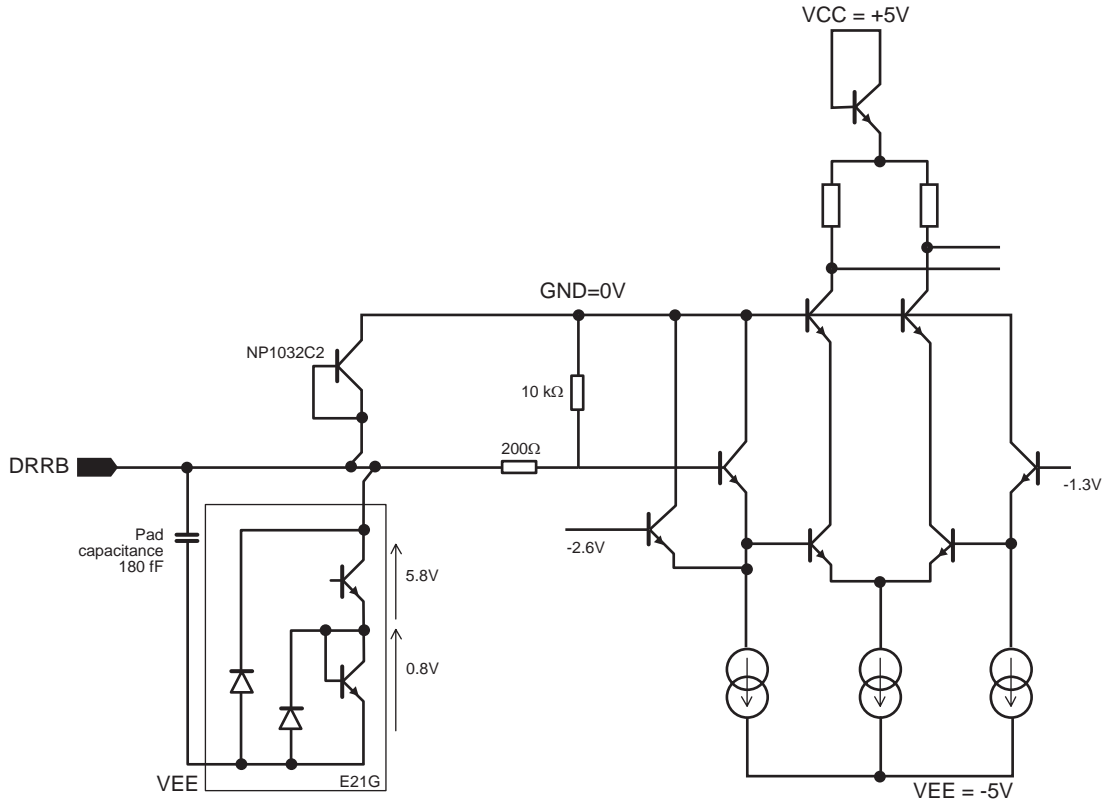 VCC = +5V
GND=0V
NP1032C2
10 kΩ
200Ω
DRRB
-1.3V
Pad
capacitance
180 fF
-2.6V
5.8V
0.8V
VEE
E21G
VEE = -5V